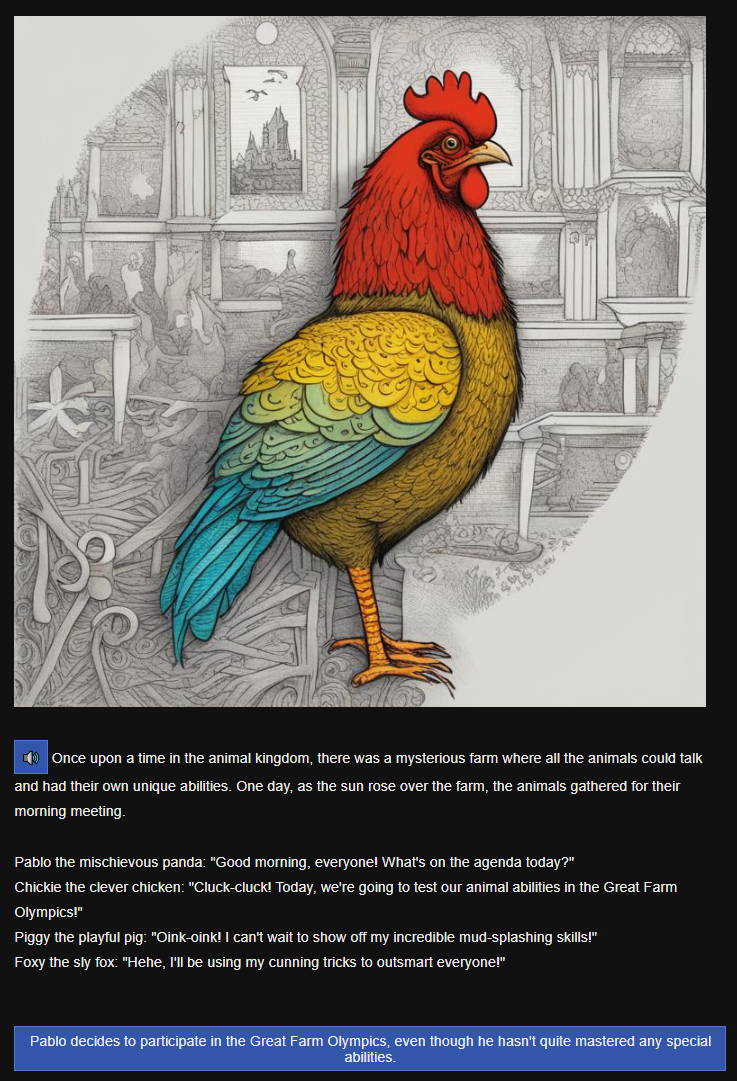 Once upon a time in the animal kingdom, there was a mysterious farm where all the animals could talk
and had their own unique abilities. One day, as the sun rose over the farm, the animals gathered for their
morning meeting.
Pablo the mischievous panda: "Good morning, everyone! What's on the agenda today?"
Chickie the clever chicken: "Cluck-cluck! Today, we're going to test our animal abilities in the Great Farm
Olympics!"
Piggy the playful pig: "Oink-oink! I can't wait to show off my incredible mud-splashing skills!"
Foxy the sly fox: "Hehe, I'll be using my cunning tricks to outsmart everyone!"
Pablo decides to participate in the Great Farm Olympics, even though he hasn't quite mastered any special
abilities.